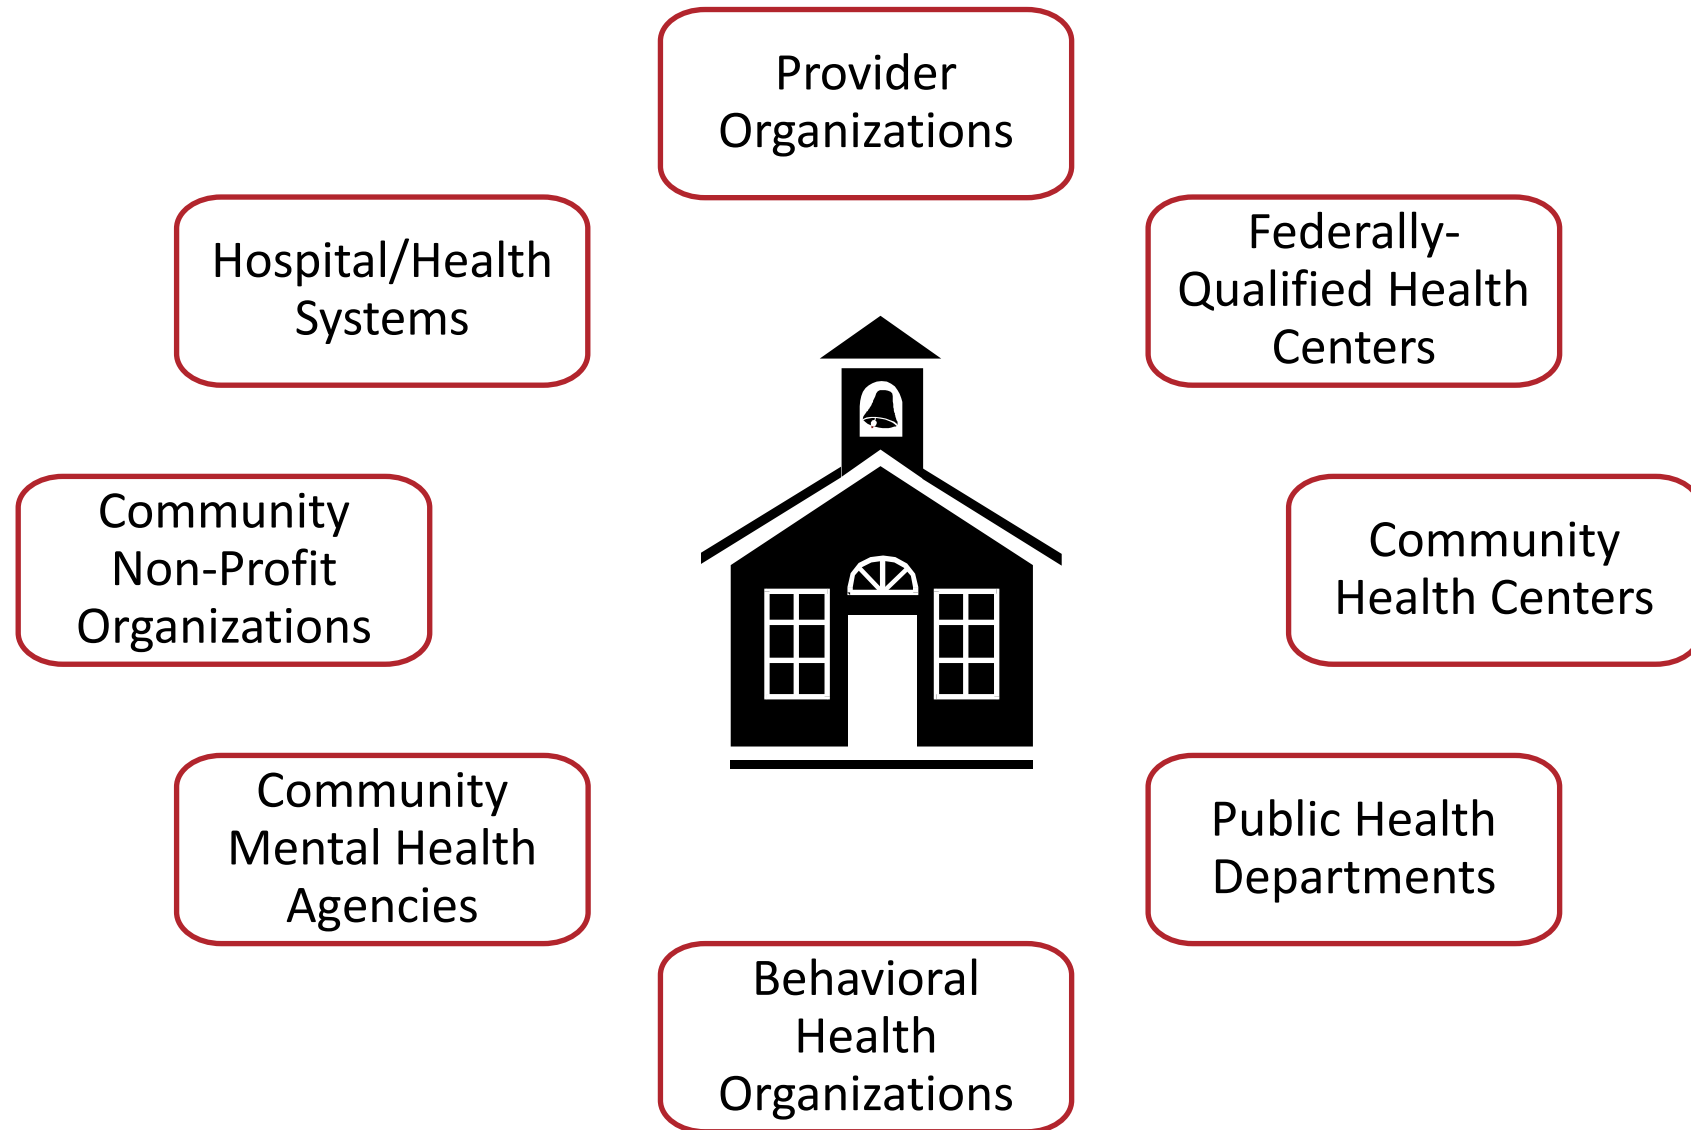 Provider
Organizations
Hospital/Health
Systems
Federally-
Qualified Health
Centers
Community
Non-Profit
Organizations
Community
Health Centers
Community
Mental Health
Agencies
Public Health
Departments
Behavioral
Health
Organizations